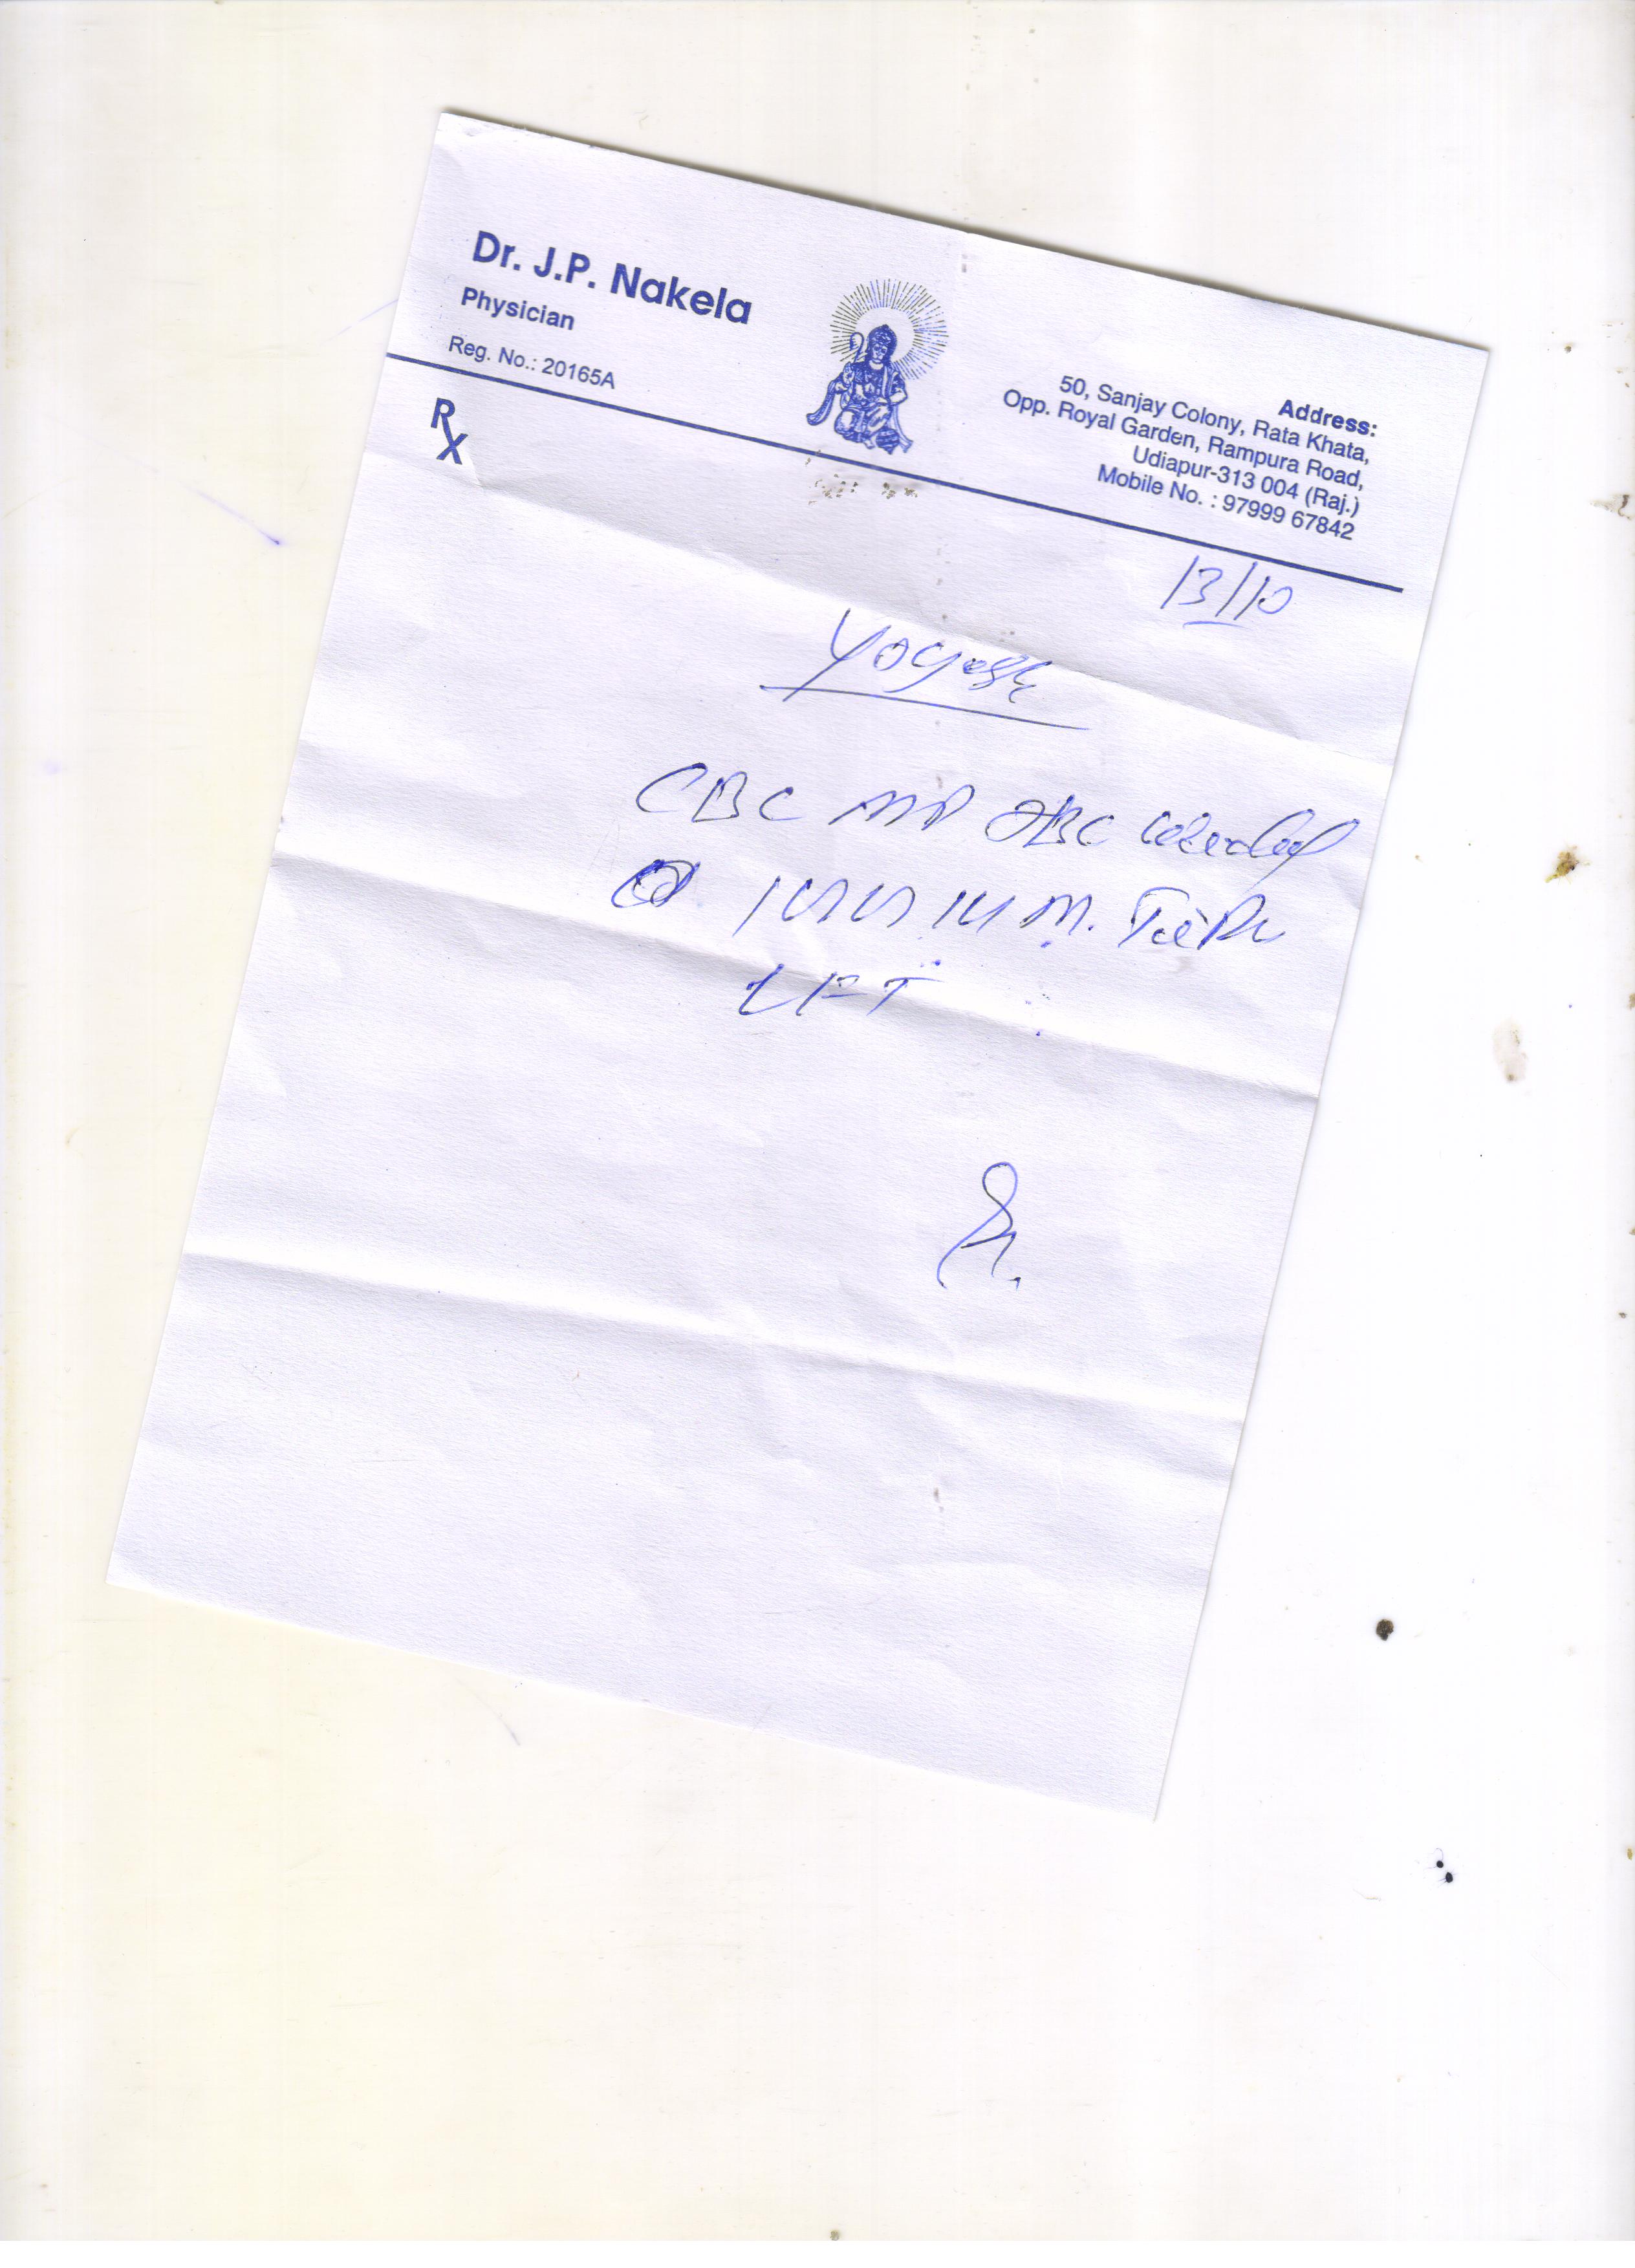 Dr. J.P. Nakela
Physician
Reg. No.: 20165A
Address:
50, Sanjay Colony, Rata Khata,
Opp. Royal Garden, Rampura Road,
Udiapur-313 004 (Raj.)
Mobile No. : 97999 67842
Rx
13/10
Yogesh
CBC MP
LFT